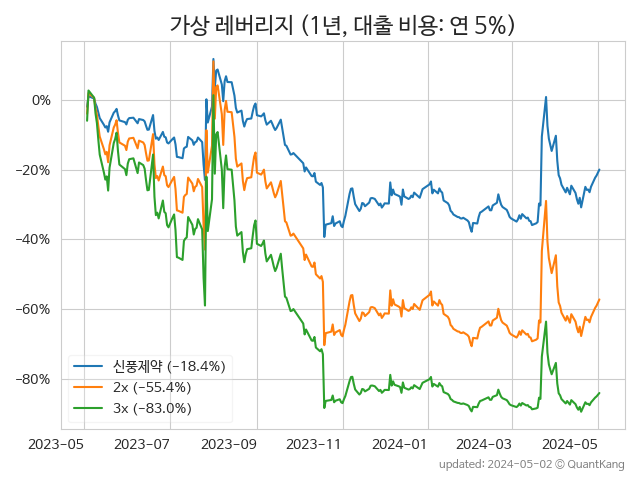 가상 레버리지 (1년, 대출 비용: 연 5%)
0%
−20%
−40%
−60%
−80%
신풍제약 (−18.4%)
2x (−55.4%)
3x (−83.0%)
2023-05 2023-07 2023-09 2023-11 2024-01 2024-03 2024-05
updated: 2024-05-02 © QuantKang